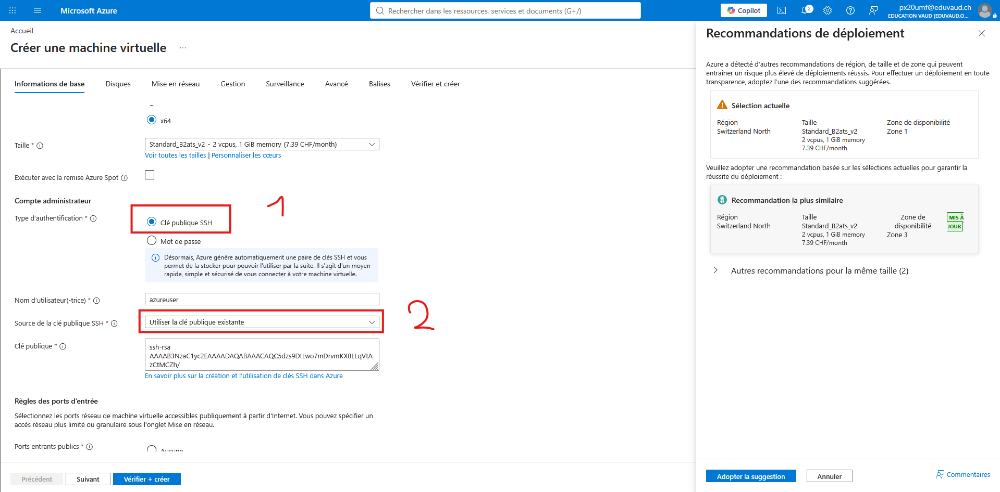 Microsoft Azure
Rechercher dans les ressources, services et documents (G+/)
Copilot
2
px20umf@eduvaud.ch
EDUCATION VAUD (EDUVAUD.O...
Accueil
Créer une machine virtuelle
...
Informations de base
Disques
Mise en réseau
Gestion
Surveillance
Avancé
Balises
Vérifier et créer
x64
Taille *
Standard_B2ats_v2 - 2 vcpus, 1 GiB memory (7.39 CHF/month)
Voir toutes les tailles | Personnaliser les cœurs
Exécuter avec la remise Azure Spot
Compte administrateur
1
Type d'authentification *
Clé publique SSH
Mot de passe
Désormais, Azure génère automatiquement une paire de clés SSH et vous
permet de la stocker pour pouvoir l'utiliser par la suite. Il s'agit d'un moyen
rapide, simple et sécurisé de vous connecter à votre machine virtuelle.
Nom d'utilisateur(-trice) *
azureuser
2
Source de la clé publique SSH *
Utiliser la clé publique existante
Clé publique *
ssh-rsa
AAAAB3NzaC1yc2EAAAADAQABAAACAQC5dzs9DtLwo7mDrvmKX8LLqVtA
zCtMCZh/
En savoir plus sur la création et l'utilisation de clés SSH dans Azure
Règles des ports d'entrée
Sélectionnez les ports réseau de machine virtuelle accessibles publiquement à partir d'Internet. Vous pouvez spécifier un
accès réseau plus limité ou granulaire sous l'onglet Mise en réseau.
Ports entrants publics *
Aucune
Précédent
Suivant
Vérifier + créer
Recommandations de déploiement
Azure a détecté d'autres recommandations de région, de taille et de zone qui peuvent
entraîner un risque plus élevé de déploiements réussis. Pour effectuer un déploiement en toute
transparence, adoptez l'une des recommandations suggérées.
Sélection actuelle
Région
Switzerland North
Taille
Standard_B2ats_v2
2 vcpus, 1 GiB memory
7.39 CHF/month
Zone de disponibilité
Zone 1
Veuillez adopter une recommandation basée sur les sélections actuelles pour garantir la
réussite du déploiement :
Recommandation la plus similaire
Région
Switzerland North
Taille
Standard_B2ats_v2
2 vcpus, 1 GiB memory
7.39 CHF/month
Zone de
disponibilité
Zone 3
MIS À
JOUR
Autres recommandations pour la même taille (2)
Adopter la suggestion
Annuler
Commentaires